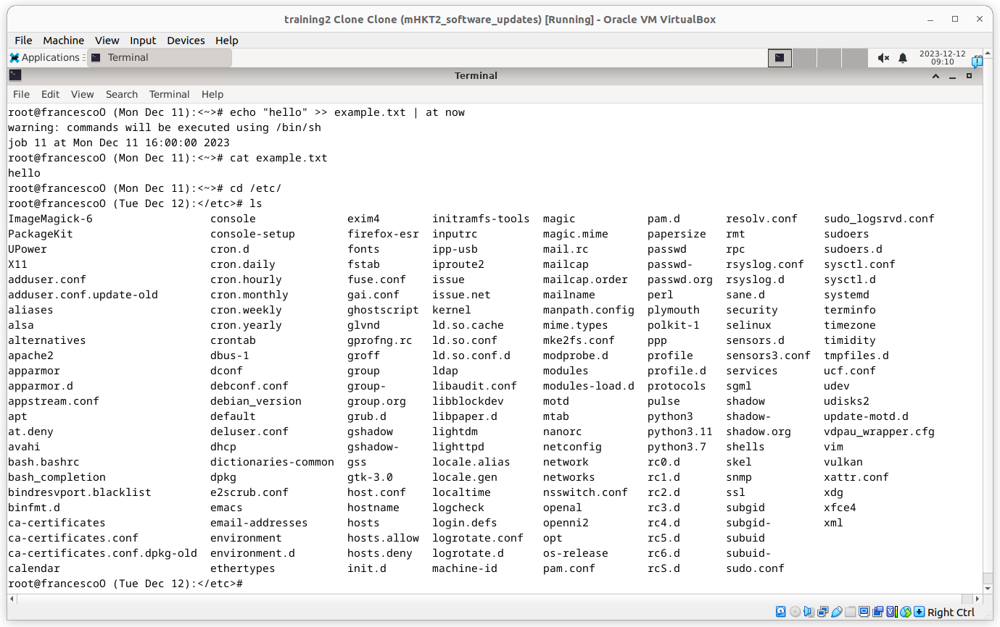 training2 Clone Clone (mHKT2_software_updates) [Running] - Oracle VM VirtualBox
File Machine View Input Devices Help
Applications Terminal 2023-12-12
09:10
Terminal
File Edit View Search Terminal Help
root@francescoO (Mon Dec 11):<~># echo "hello" >> example.txt | at now
warning: commands will be executed using /bin/sh
job 11 at Mon Dec 11 16:00:00 2023
root@francescoO (Mon Dec 11):<~># cat example.txt
hello
root@francescoO (Mon Dec 11):<~># cd /etc/
root@francescoO (Tue Dec 12):</etc># ls
ImageMagick-6 console exim4 initramfs-tools magic pam.d resolv.conf sudo_logsrvd.conf
PackageKit console-setup firefox-esr inputrc magic.mime papersize rmt sudoers
UPower cron.d fonts ipp-usb mail.rc passwd rpc sudoers.d
X11 cron.daily fstab iproute2 mailcap passwd- rsyslog.conf sysctl.conf
adduser.conf cron.hourly fuse.conf issue mailcap.order passwd.org rsyslog.d sysctl.d
adduser.conf.update-old cron.monthly gai.conf issue.net mailname perl sane.d systemd
aliases cron.weekly ghostscript kernel manpath.config plymouth security terminfo
alsa cron.yearly glvnd ld.so.cache mime.types polkit-1 selinux timezone
alternatives crontab gprofng.rc ld.so.conf mke2fs.conf ppp sensors.d timidity
apache2 dbus-1 groff ld.so.conf.d modprobe.d profile sensors3.conf tmpfiles.d
apparmor dconf group ldap modules profile.d services ucf.conf
apparmor.d debconf.conf group- libaudit.conf modules-load.d protocols sgml udev
appstream.conf debian_version group.org libblockdev motd pulse shadow udisks2
apt default grub.d libpaper.d mtab python3 shadow- update-motd.d
at.deny deluser.conf gshadow lightdm nanorc python3.11 shadow.org vdpau_wrapper.cfg
avahi dhcp gshadow- lighttpd netconfig python3.7 shells vim
bash.bashrc dictionaries-common gss locale.alias network rc0.d skel vulkan
bash_completion dpkg gtk-3.0 locale.gen networks rc1.d snmp xattr.conf
bindresvport.blacklist e2scrub.conf host.conf localtime nsswitch.conf rc2.d ssl xdg
binfmt.d emacs hostname logcheck openal rc3.d subgid xfce4
ca-certificates email-addresses hosts login.defs openni2 rc4.d subgid- xml
ca-certificates.conf environment hosts.allow logrotate.conf opt rc5.d subuid
ca-certificates.conf.dpkg-old environment.d hosts.deny logrotate.d os-release rc6.d subuid-
calendar ethertypes init.d machine-id pam.conf rcS.d sudo.conf
root@francescoO (Tue Dec 12):</etc>#
Right Ctrl